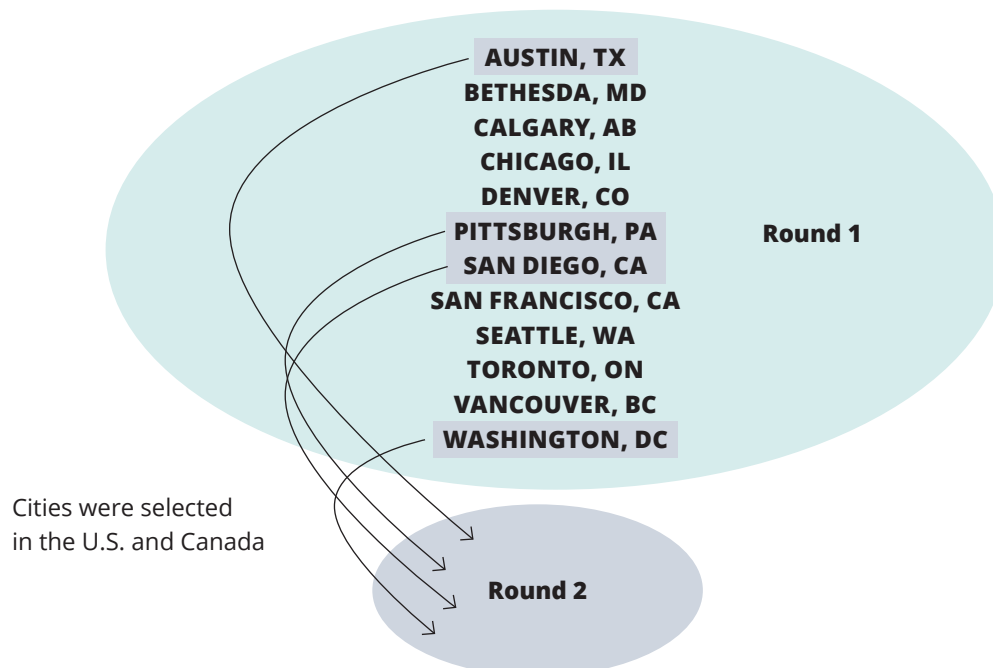 AUSTIN, TX
BETHESDA, MD
CALGARY, AB
CHICAGO, IL
DENVER, CO
PITTSBURGH, PA
SAN DIEGO, CA
SAN FRANCISCO, CA
SEATTLE, WA
TORONTO, ON
VANCOUVER, BC
WASHINGTON, DC
Round 1
Cities were selected
in the U.S. and Canada
Round 2